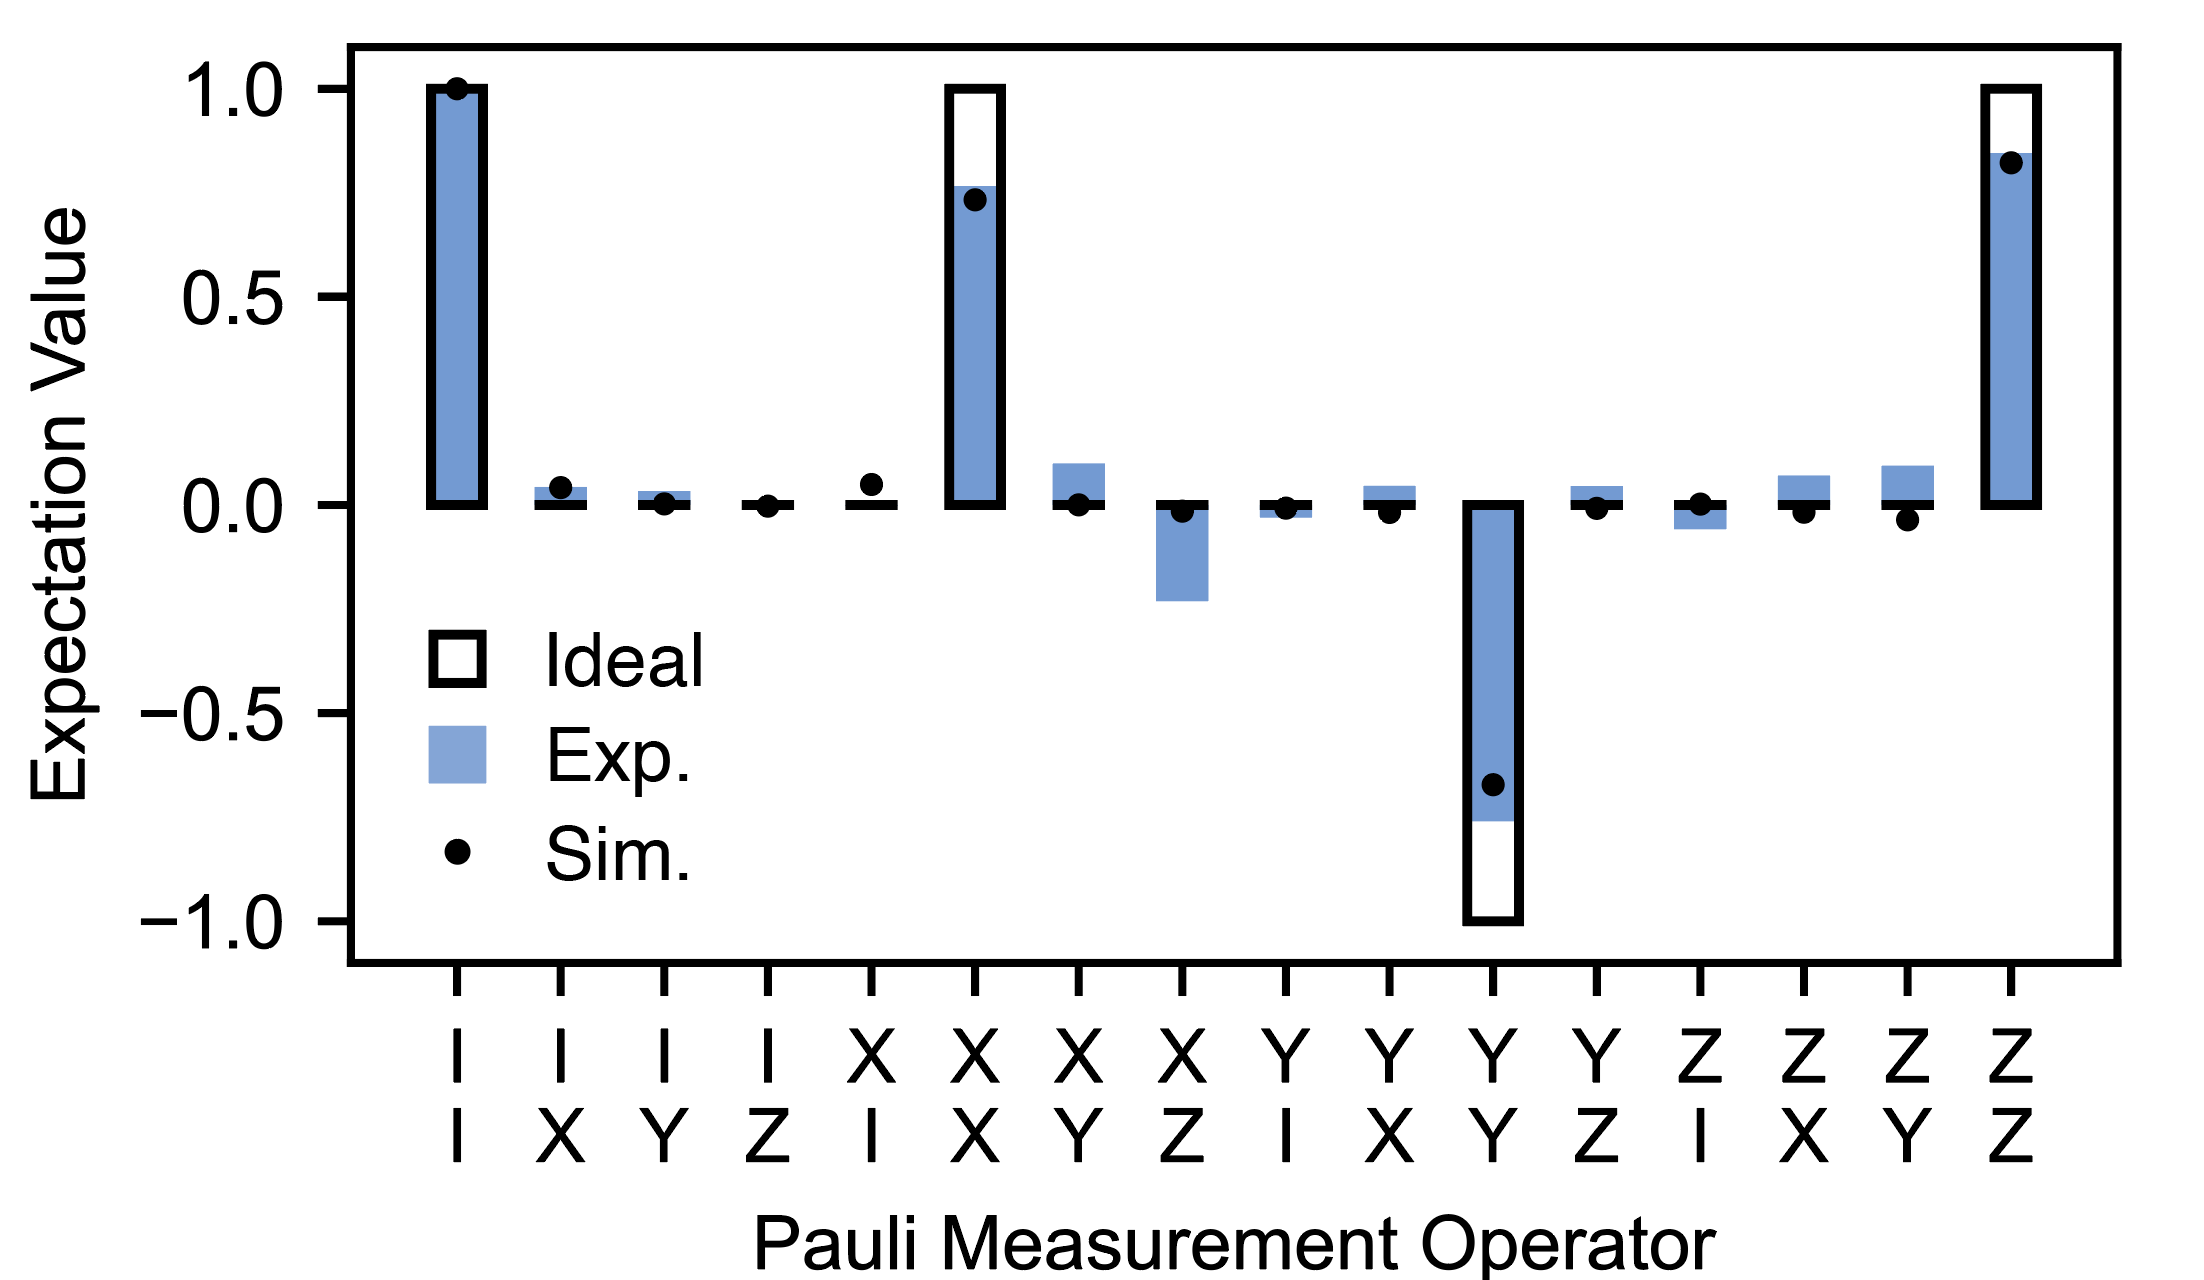 Expectation Value
1.0
0.5
0.0
−0.5
−1.0
Ideal
Exp.
Sim.
I I I I X X X X Y Y Y Y Z Z Z Z
I X Y Z I X Y Z I X Y Z I X Y Z
Pauli Measurement Operator